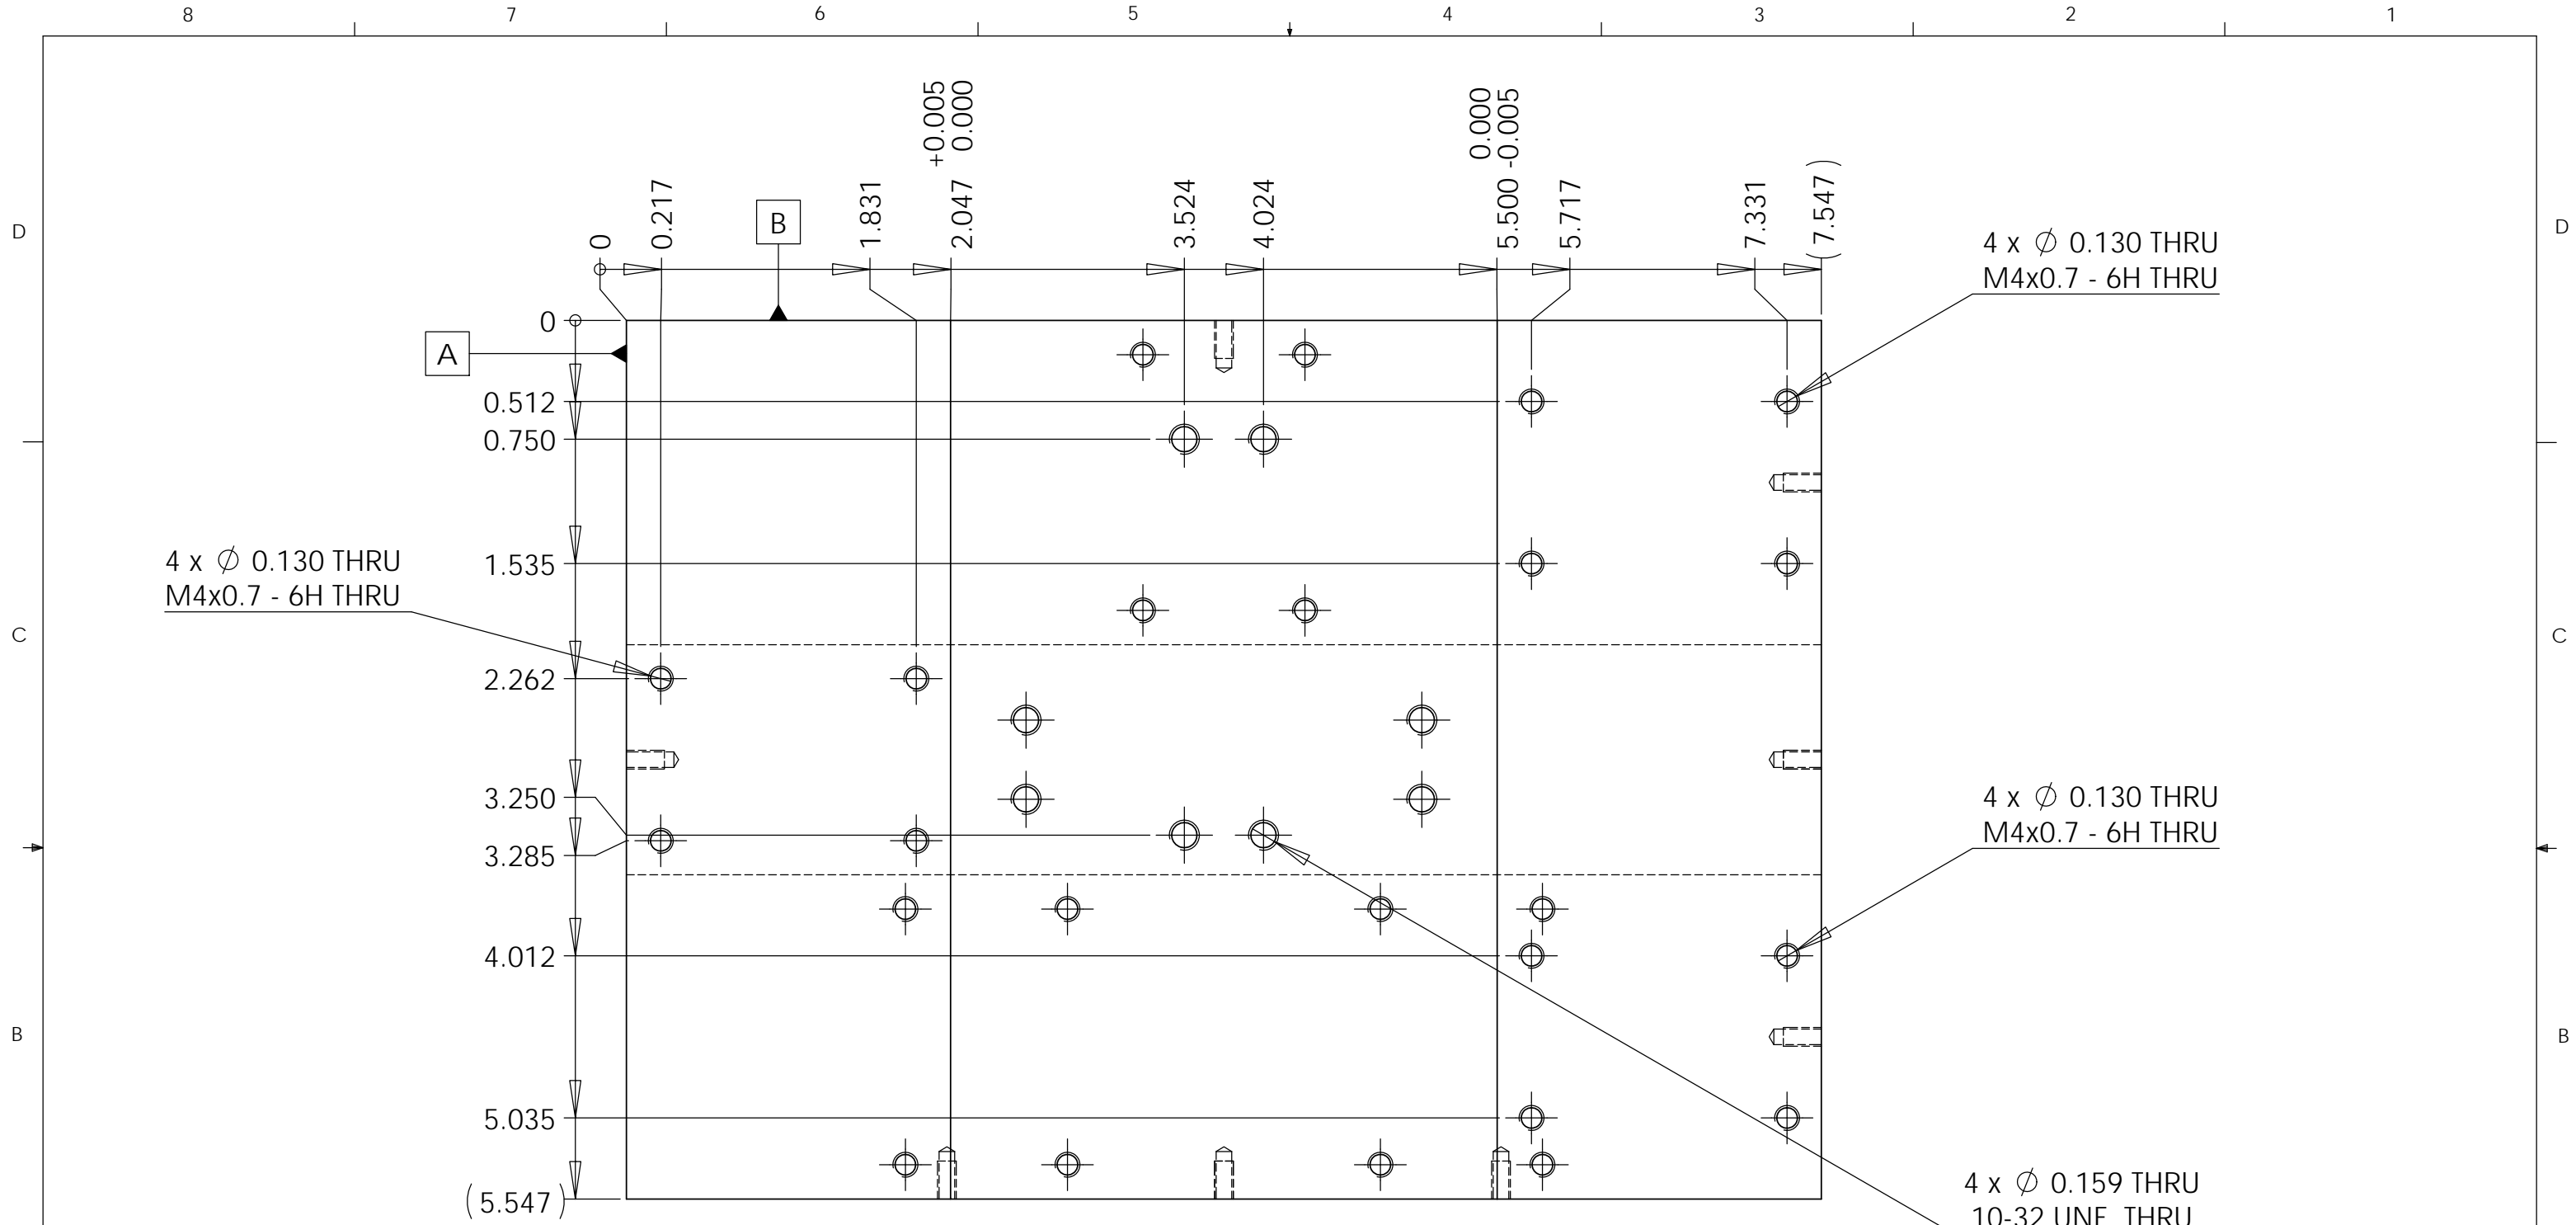 8 7 6 5 4 3 2 1
D
D
C
C
B
B
0
0.217
1.831
+0.005
0.000
2.047
3.524
4.024
0.000
5.500 -0.005
5.717
7.331
(7.547)
B
A
0
0.512
0.750
1.535
2.262
3.250
3.285
4.012
5.035
(5.547)
4 x ∅ 0.130 THRU
M4x0.7 - 6H THRU
4 x ∅ 0.130 THRU
M4x0.7 - 6H THRU
4 x ∅ 0.130 THRU
M4x0.7 - 6H THRU
4 x ∅ 0.159 THRU
10-32 UNF THRU